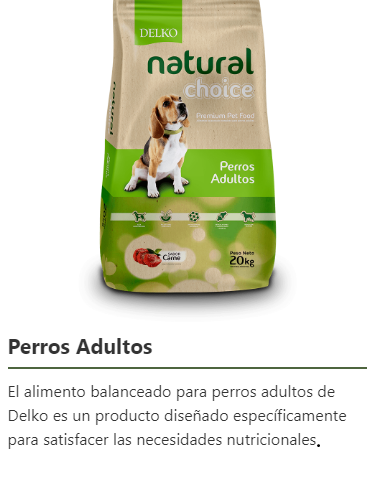 DELKO
natural
choice
Premium Pet Food
Perros
Adultos
natural
SABOR
Carne
Peso Neto
20kg
Perros Adultos
El alimento balanceado para perros adultos de
Delko es un producto diseñado específicamente
para satisfacer las necesidades nutricionales.